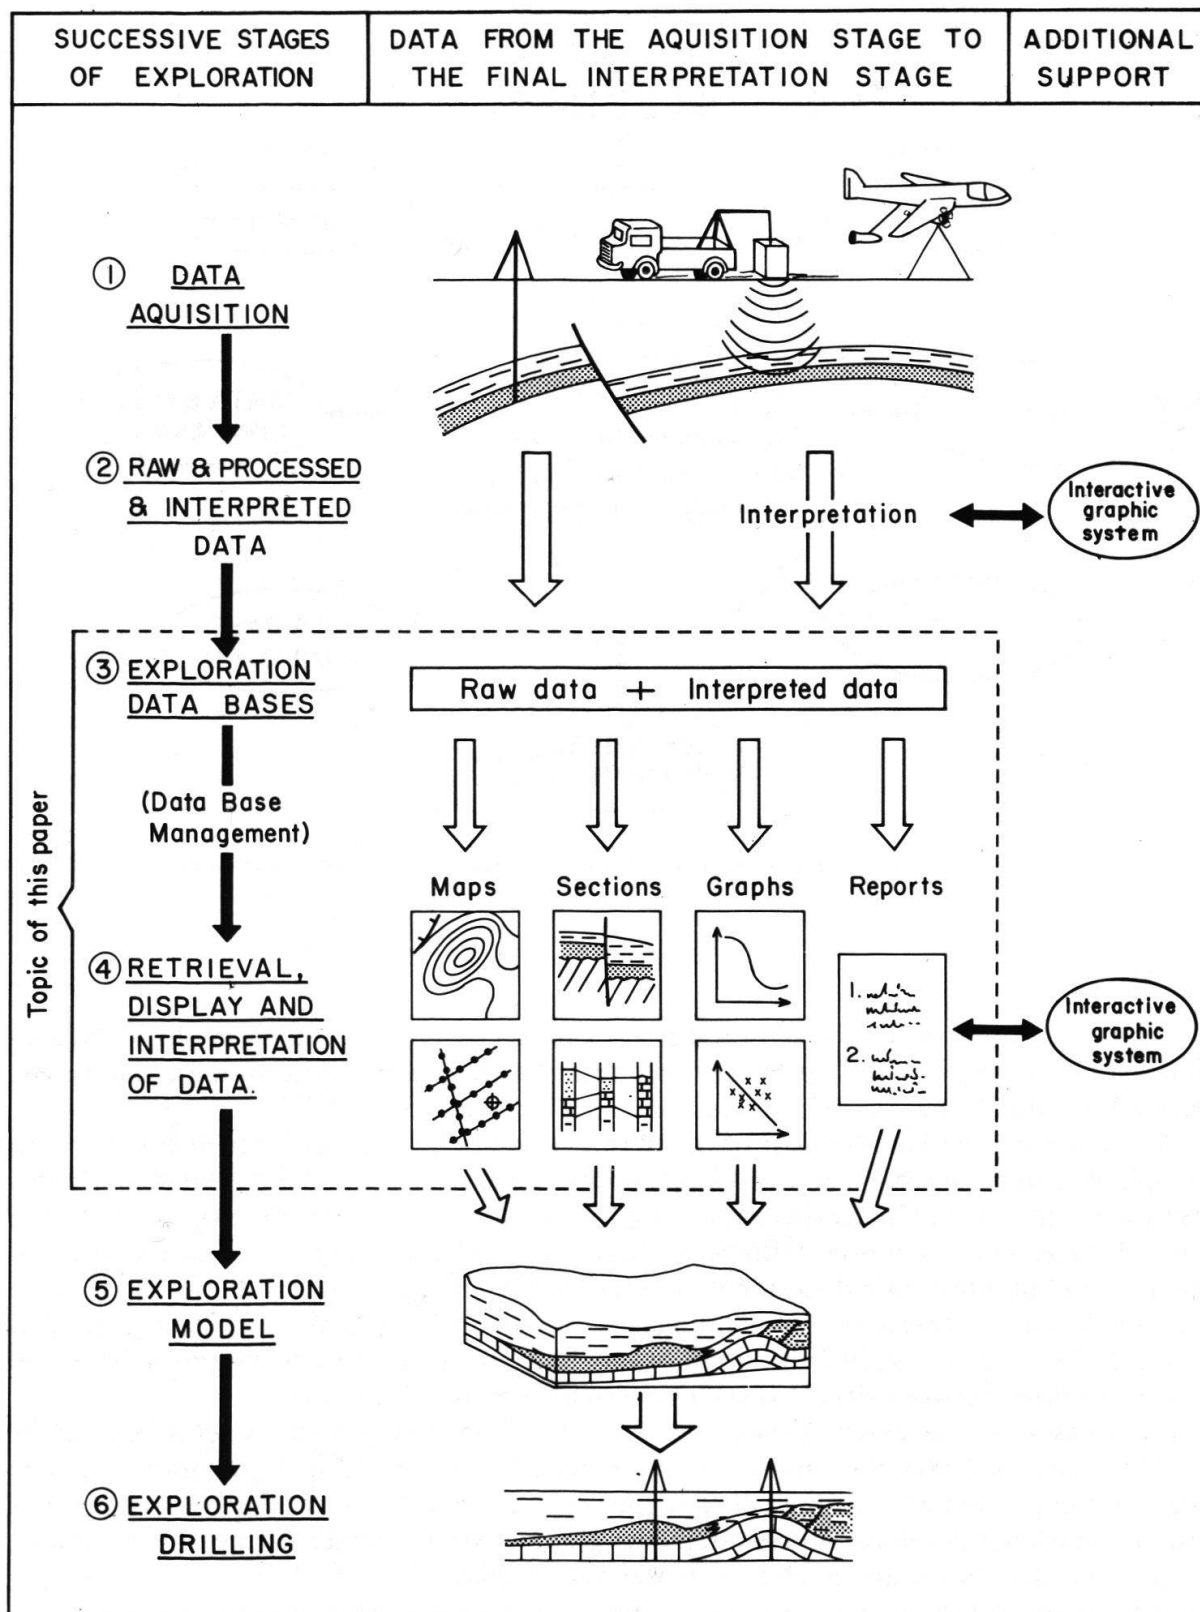 SUCCESSIVE STAGES
OF EXPLORATION
DATA FROM THE AQUISITION STAGE TO
THE FINAL INTERPRETATION STAGE
ADDITIONAL
SUPPORT
① DATA
AQUISITION
② RAW & PROCESSED
& INTERPRETED
DATA
Interpretation
Interactive
graphic
system
③ EXPLORATION
DATA BASES
Raw data + Interpreted data
(Data Base
Management)
Topic of this paper
Maps
Sections
Graphs
Reports
④ RETRIEVAL,
DISPLAY AND
INTERPRETATION
OF DATA.
1.
2.
Interactive
graphic
system
⑤ EXPLORATION
MODEL
⑥ EXPLORATION
DRILLING